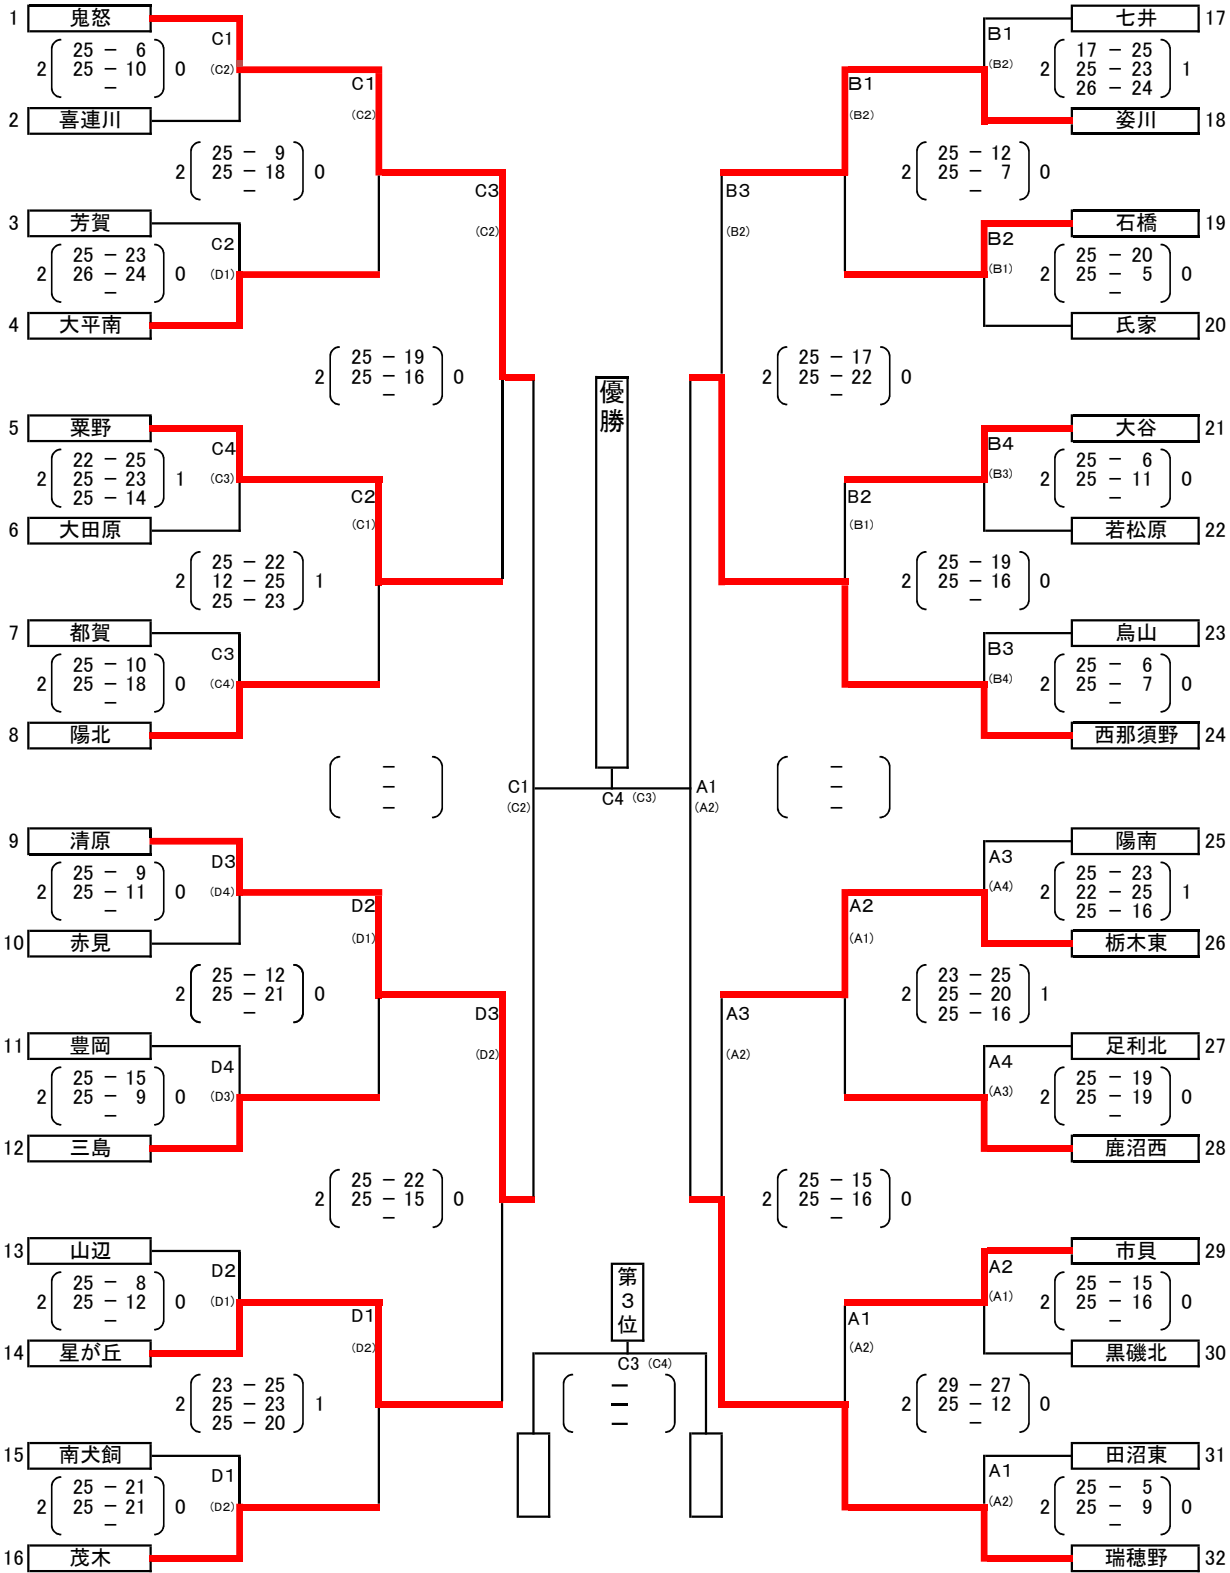 1 鬼怒
C1
2 25 － 6 0
25 － 10
－
(C2)
2 喜連川
C1
(C2)
2 25 － 9 0
25 － 18
－
3 芳賀
C2
2 25 － 23 0
26 － 24
－
(D1)
4 大平南
C3
(C2)
2 25 － 19 0
25 － 16
－
5 粟野
C4
2 22 － 25 1
25 － 23
25 － 14
(C3)
6 大田原
C2
(C1)
2 25 － 22 1
12 － 25
25 － 23
7 都賀
C3
2 25 － 10 0
25 － 18
－
(C4)
8 陽北
－
－
－
C1
(C2)
9 清原
D3
2 25 － 9 0
25 － 11
－
(D4)
10 赤見
D2
(D1)
2 25 － 12 0
25 － 21
－
11 豊岡
D4
2 25 － 15 0
25 － 9
－
(D3)
12 三島
D3
(D2)
2 25 － 22 0
25 － 15
－
13 山辺
D2
2 25 － 8 0
25 － 12
－
(D1)
14 星が丘
D1
(D2)
2 23 － 25 1
25 － 23
25 － 20
15 南犬飼
D1
2 25 － 21 0
25 － 21
－
(D2)
16 茂木
優勝
C4 (C3)
第3位
C3 (C4)
－
－
－
七井 17
B1
(B2)
2 17 － 25 1
25 － 23
26 － 24
姿川 18
B1
(B2)
2 25 － 12 0
25 － 7
－
石橋 19
B2
(B1)
2 25 － 20 0
25 － 5
－
氏家 20
B3
(B2)
2 25 － 17 0
25 － 22
－
大谷 21
B4
(B3)
2 25 － 6 0
25 － 11
－
若松原 22
B2
(B1)
2 25 － 19 0
25 － 16
－
烏山 23
B3
(B4)
2 25 － 6 0
25 － 7
－
西那須野 24
A1
(A2)
－
－
－
陽南 25
A3
(A4)
2 25 － 23 1
22 － 25
25 － 16
栃木東 26
A2
(A1)
2 23 － 25 1
25 － 20
25 － 16
足利北 27
A4
(A3)
2 25 － 19 0
25 － 19
－
鹿沼西 28
A3
(A2)
2 25 － 15 0
25 － 16
－
市貝 29
A2
(A1)
2 25 － 15 0
25 － 16
－
黒磯北 30
A1
(A2)
2 29 － 27 0
25 － 12
－
田沼東 31
A1
(A2)
2 25 － 5 0
25 － 9
－
瑞穂野 32